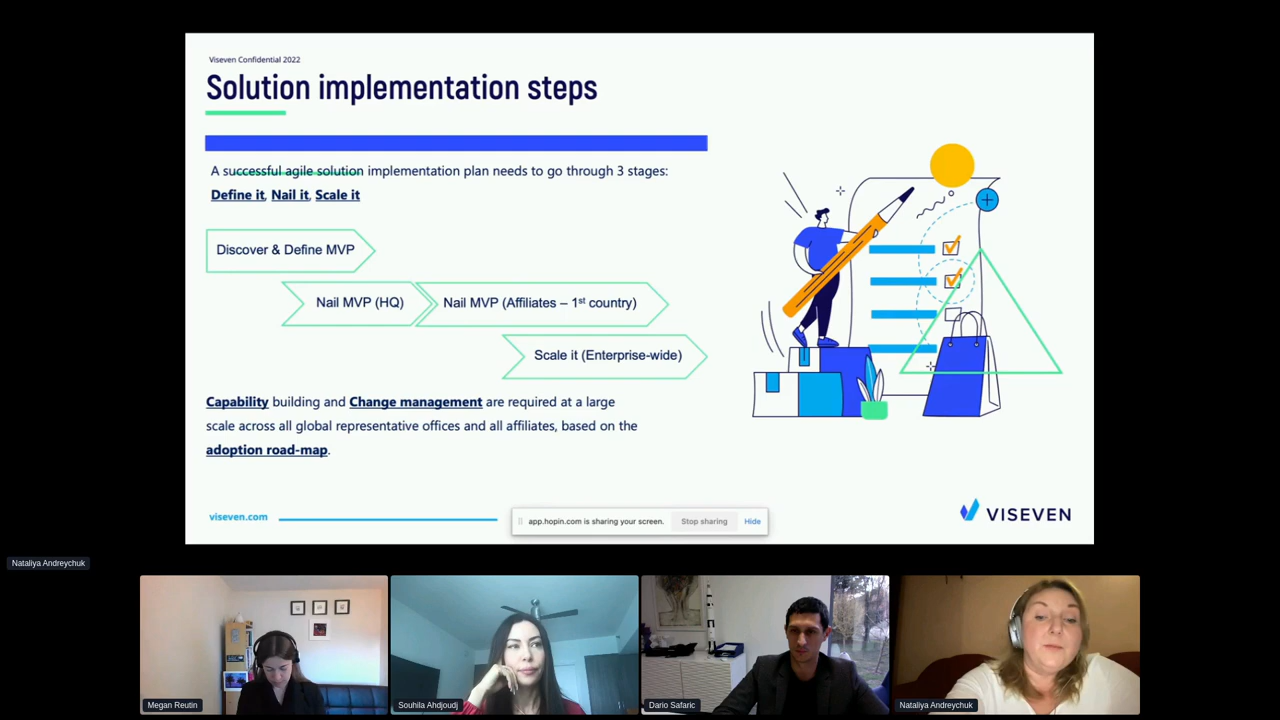 Viseven Confidential 2022
Solution implementation steps
A successful agile solution implementation plan needs to go through 3 stages:
Define it, Nail it, Scale it
Discover & Define MVP
Nail MVP (HQ)
Nail MVP (Affiliates – 1st country)
Scale it (Enterprise-wide)
Capability building and Change management are required at a large
scale across all global representative offices and all affiliates, based on the
adoption road-map.
viseven.com
app.hopin.com is sharing your screen.
Stop sharing
Hide
VISEVEN
Nataliya Andreychuk
Megan Reutin
Souhila Ahdjoudj
Dario Safaric
Nataliya Andreychuk